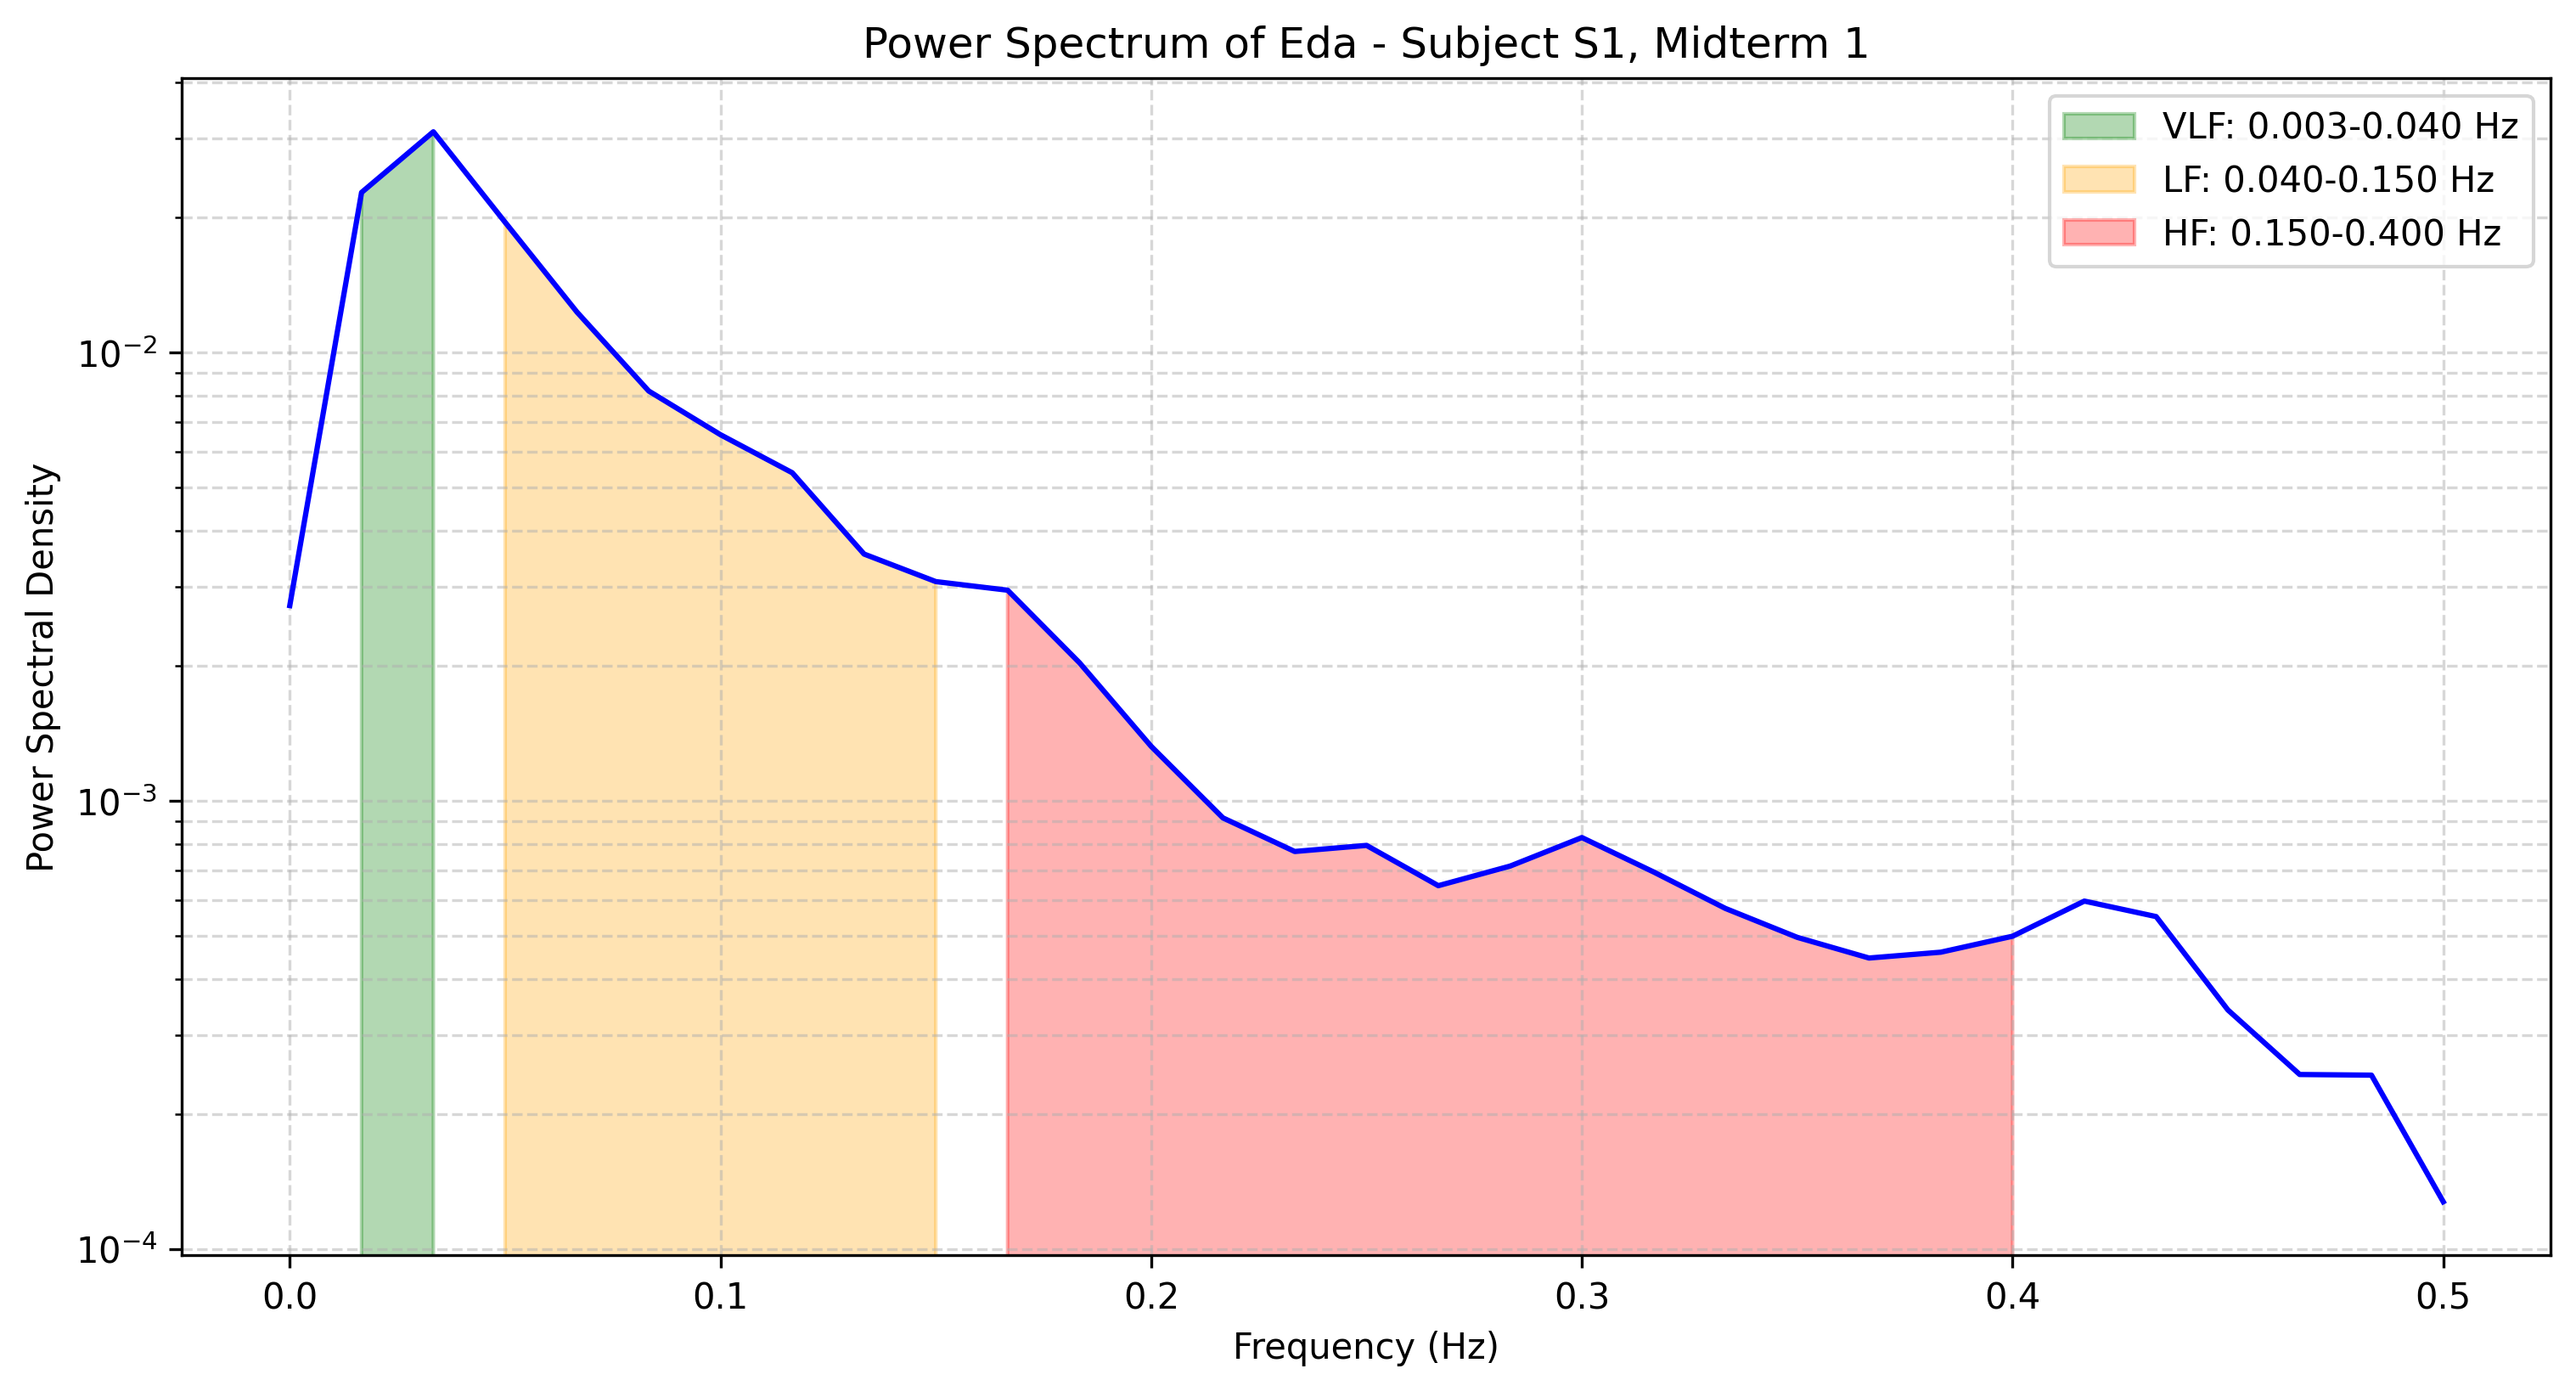 Power Spectrum of Eda - Subject S1, Midterm 1
VLF: 0.003-0.040 Hz
LF: 0.040-0.150 Hz
HF: 0.150-0.400 Hz
Power Spectral Density
10⁻²
10⁻³
10⁻⁴
0.0 0.1 0.2 0.3 0.4 0.5
Frequency (Hz)